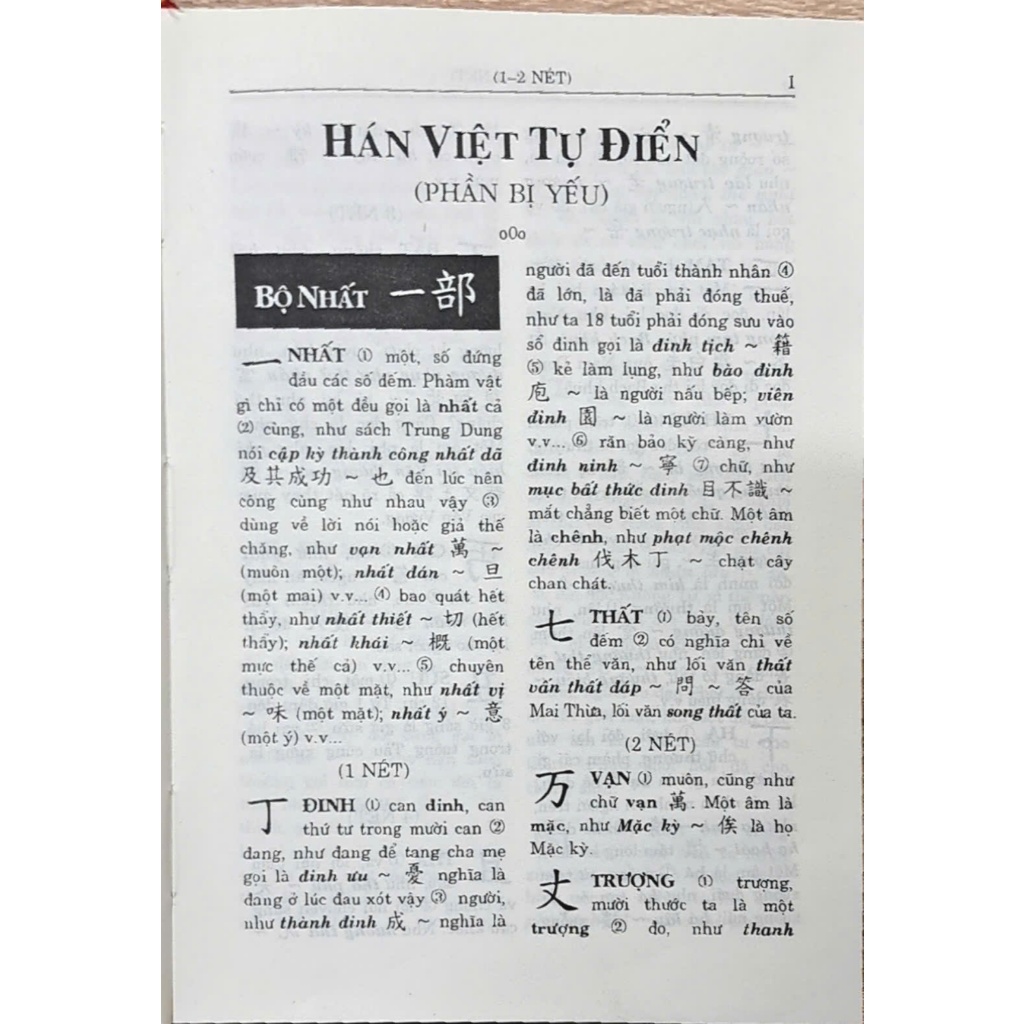 (1–2 NÉT)
1
HÁN VIỆT TỰ ĐIỂN
(PHẦN BỊ YẾU)
o0o
BỘ NHẤT 一部
一 NHẤT ① một, số đứng
đầu các số đếm. Phàm vật
gì chỉ có một đều gọi là nhất cả
② cùng, như sách Trung Dung
nói cập kỳ thành công nhất dã
及其成功 ~ 也 đến lúc nên
công cùng như nhau vậy ③
dùng về lời nói hoặc giả thế
chăng, như vạn nhất 萬 ~
(muôn một); nhất đán ~ 旦
(một mai) v.v... ④ bao quát hết
thẩy, như nhất thiết ~ 切 (hết
thẩy); nhất khái ~ 概 (một
mực thế cả) v.v... ⑤ chuyên
thuộc về một mặt, như nhất vị
~ 味 (một mặt); nhất ý ~ 意
(một ý) v.v...
(1 NÉT)
丁 ĐINH ① can đinh, can
thứ tư trong mười can ②
đang, như đang để tang cha mẹ
gọi là đinh ưu ~ 憂 nghĩa là
đang ở lúc đau xót vậy ③ người,
như thành đinh 成 ~ nghĩa là
người đã đến tuổi thành nhân ④
đã lớn, là đã phải đóng thuế,
như ta 18 tuổi phải đóng sưu vào
sổ đinh gọi là đinh tịch ~ 籍
⑤ kẻ làm lụng, như bào đinh
庖 ~ là người nấu bếp; viên
đinh 園 ~ là người làm vườn
v.v... ⑥ răn bảo kỹ càng, như
đinh ninh ~ 寧 ⑦ chữ, như
mục bất thức đinh 目不識 ~
mắt chẳng biết một chữ. Một âm
là chênh, như phạt mộc chênh
chênh 伐木丁 ~ chặt cây
chan chát.
七 THẤT ① bảy, tên số
đếm ② có nghĩa chỉ về
tên thể văn, như lối văn thất
vấn thất đáp ~ 問 ~ 答 của
Mai Thừa, lối văn song thất của ta.
(2 NÉT)
万 VẠN ① muôn, cũng như
chữ vạn 萬. Một âm là
mặc, như Mặc kỳ ~ 俟 là họ
Mặc kỳ.
丈 TRƯỢNG ① trượng,
mười thước ta là một
trượng ② đo, như thanh